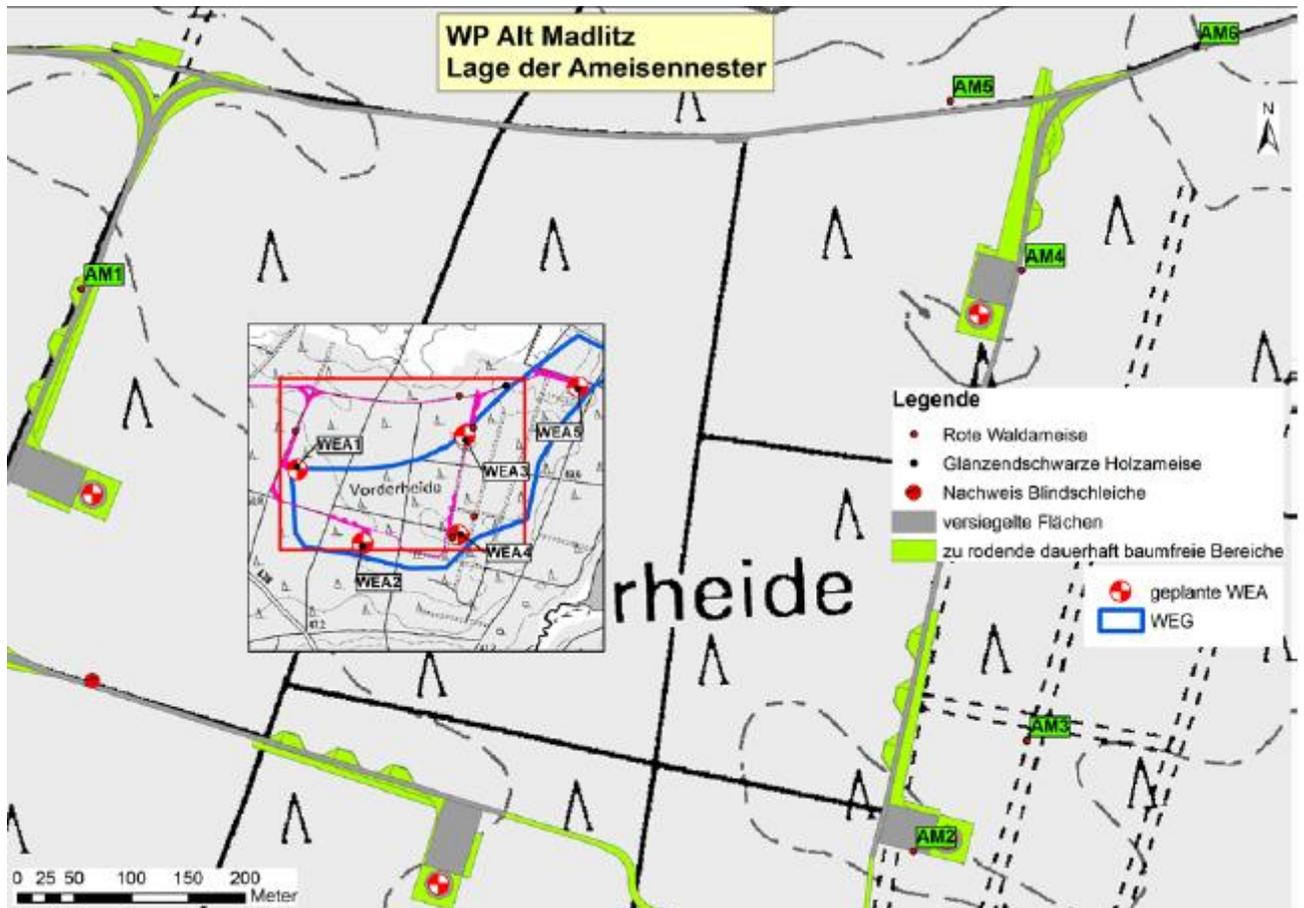 WP Alt Madlitz
Lage der Ameisennester
AM6
AM5
N
AM4
AM1
Legende
Rote Waldameise
Glänzendschwarze Holzameise
Nachweis Blindschleiche
versiegelte Flächen
zu rodende dauerhaft baumfreie Bereiche
geplante WEA
WEG
WEA1
WEA5
WEA3
Vorderheide
WEA4
WEA2
rheide
AM3
AM2
0 25 50 100 150 200
Meter